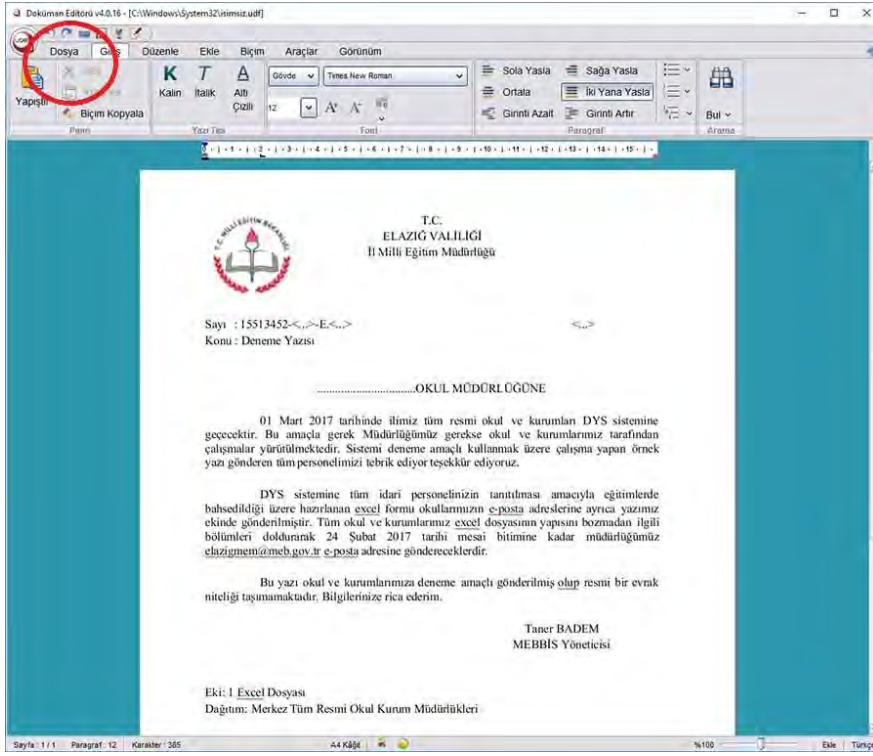 Doküman Editörü v4.0.16 - [C:\Windows\System32\isimsiz.udf]
Dosya Giriş Düzenle Ekle Biçim Araçlar Görünüm
Yapıştır
Biçim Kopyala
K T A
Kalın İtalik Altı Çizili
Yazı Tipi
Gövde Times New Roman
12
Font
Sola Yasla Sağa Yasla
Ortala İki Yana Yasla
Girinti Azalt Girinti Artır
Paragraf
Bul
Arama
T.C. MİLLİ EĞİTİM BAKANLIĞI
T.C.
ELAZIĞ VALİLİĞİ
İl Milli Eğitim Müdürlüğü
Sayı : 15513452-<...>-E.<...> <...>
Konu : Deneme Yazısı
.................................OKUL MÜDÜRLÜĞÜNE
01 Mart 2017 tarihinde ilimiz tüm resmi okul ve kurumları DYS sistemine
geçecektir. Bu amaçla gerek Müdürlüğümüz gerekse okul ve kurumlarımız tarafından
çalışmalar yürütülmektedir. Sistemi deneme amaçlı kullanmak üzere çalışma yapan örnek
yazı gönderen tüm personelimizi tebrik ediyor teşekkür ediyoruz.
DYS sistemine tüm idari personelinizin tanıtılması amacıyla eğitimlerde
bahsedildiği üzere hazırlanan excel formu okullarımızın e-posta adreslerine ayrıca yazımız
ekinde gönderilmiştir. Tüm okul ve kurumlarımız excel dosyasının yapısını bozmadan ilgili
bölümleri doldurarak 24 Şubat 2017 tarihi mesai bitimine kadar müdürlüğümüz
elazigmem@meb.gov.tr e-posta adresine göndereceklerdir.
Bu yazı okul ve kurumlarımıza deneme amaçlı gönderilmiş olup resmi bir evrak
niteliği taşımamaktadır. Bilgilerinize rica ederim.
Taner BADEM
MEBBİS Yöneticisi
Eki: 1 Excel Dosyası
Dağıtım: Merkez Tüm Resmi Okul Kurum Müdürlükleri
Sayfa : 1 / 1 Paragraf : 12 Karakter : 385 A4 Kâğıt %100 Ekle Türkç